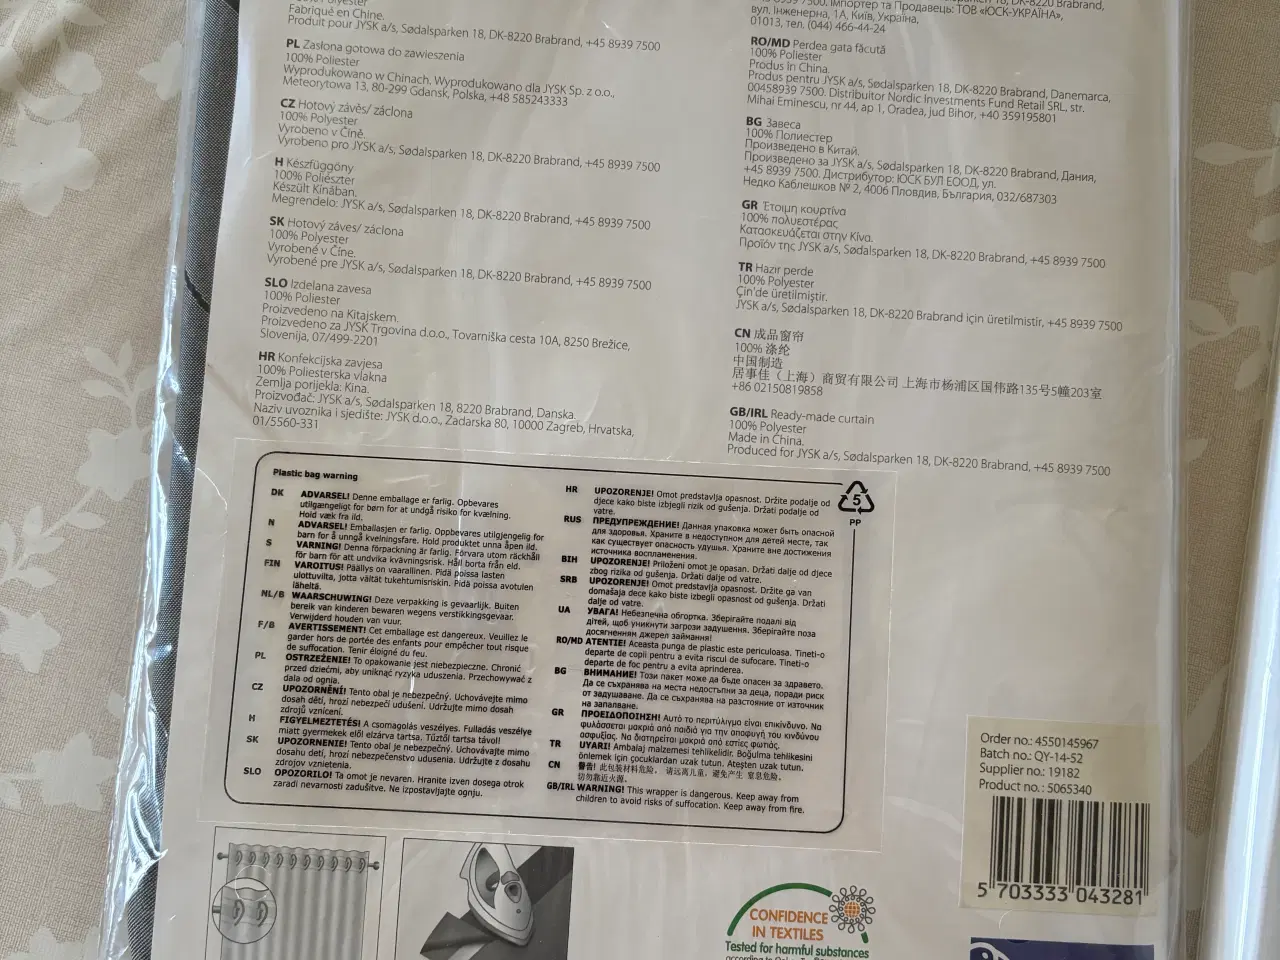 Fabriqué en Chine.
Produit pour JYSK a/s, Sødalsparken 18, DK-8220 Brabrand, +45 8939 7500
PL Zasłona gotowa do zawieszenia
100% Poliester
Wyprodukowano w Chinach. Wyprodukowano dla JYSK Sp. z o.o.,
Meteorytowa 13, 80-299 Gdansk, Polska, +48 585243333
CZ Hotový závěs/ záclona
100% Polyester
Vyrobeno v Číně.
Vyrobeno pro JYSK a/s, Sødalsparken 18, DK-8220 Brabrand, +45 8939 7500
H Készfüggöny
100% Poliészter
Készült Kínában.
Megrendelo: JYSK a/s, Sødalsparken 18, DK-8220 Brabrand, +45 8939 7500
SK Hotový záves/ záclona
100% Polyester
Vyrobené v Číne.
Vyrobené pre JYSK a/s, Sødalsparken 18, DK-8220 Brabrand, +45 8939 7500
SLO Izdelana zavesa
100% Poliester
Proizvedeno na Kitajskem.
Proizvedeno za JYSK Trgovina d.o.o., Tovarniška cesta 10A, 8250 Brežice,
Slovenija, 07/499-2201
HR Konfekcijska zavjesa
100% Poliesterska vlakna
Zemlja porijekla: Kina.
Proizvođač: JYSK a/s, Sødalsparken 18, 8220 Brabrand, Danska.
Naziv uvoznika i sjedište: JYSK d.o.o., Zadarska 80, 10000 Zagreb, Hrvatska,
01/5560-331
7500. Імпортер та Продавець: ТОВ «ЮСК-УКРАЇНА»,
вул. Інженерна, 1А, Київ, Україна,
01013, тел. (044) 466-44-24
RO/MD Perdea gata făcută
100% Poliester
Produs în China.
Produs pentru JYSK a/s, Sødalsparken 18, DK-8220 Brabrand, Danemarca,
00458939 7500. Distribuitor Nordic Investments Fund Retail SRL, str.
Mihai Eminescu, nr 44, ap 1, Oradea, Jud Bihor, +40 359195801
BG Завеса
100% Полиестер
Произведено в Китай.
Произведено за JYSK a/s, Sødalsparken 18, DK-8220 Brabrand, Дания,
+45 8939 7500. Дистрибутор: ЮСК БУЛ ЕООД, ул.
Недко Каблешков № 2, 4006 Пловдив, България, 032/687303
GR Έτοιμη κουρτίνα
100% πολυεστέρας
Κατασκευάζεται στην Κίνα.
Προϊόν της JYSK a/s, Sødalsparken 18, DK-8220 Brabrand, +45 8939 7500
TR Hazır perde
100% Polyester
Çin'de üretilmiştir.
JYSK a/s, Sødalsparken 18, DK-8220 Brabrand için üretilmistir, +45 8939 7500
CN 成品窗帘
100% 涤纶
中国制造
居事佳（上海）商贸有限公司 上海市杨浦区国伟路135号5幢203室
+86 02150819858
GB/IRL Ready-made curtain
100% Polyester
Made in China.
Produced for JYSK a/s, Sødalsparken 18, DK-8220 Brabrand, +45 8939 7500
Plastic bag warning
DK ADVARSEL! Denne emballage er farlig. Opbevares
utilgængeligt for børn for at undgå risiko for kvælning.
Hold væk fra ild.
N ADVARSEL! Emballasjen er farlig. Oppbevares utilgjengelig for
barn for å unngå kvelningsfare. Hold produktet unna åpen ild.
S VARNING! Denna förpackning är farlig. Förvara utom räckhåll
för barn för att undvika kvävningsrisk. Håll borta från eld.
FIN VAROITUS! Päällys on vaarallinen. Pidä poissa lasten
ulottuvilta, jotta vältät tukehtumisriskin. Pidä poissa avotulen
läheltä.
NL/B WAARSCHUWING! Deze verpakking is gevaarlijk. Buiten
bereik van kinderen bewaren wegens verstikkingsgevaar.
Verwijderd houden van vuur.
F/B AVERTISSEMENT! Cet emballage est dangereux. Veuillez le
garder hors de portée des enfants pour empêcher tout risque
de suffocation. Tenir éloigné du feu.
PL OSTRZEŻENIE! To opakowanie jest niebezpieczne. Chronić
przed dziećmi, aby uniknąć ryzyka uduszenia. Przechowywać z
dala od ognia.
CZ UPOZORNĚNÍ! Tento obal je nebezpečný. Uchovávejte mimo
dosah dětí, hrozí nebezpečí udušení. Udržujte mimo dosah
zdrojů vznícení.
H FIGYELMEZTETÉS! A csomagolás veszélyes. Fulladás veszélye
miatt gyermekek elől elzárva tartsa. Tűztől tartsa távol!
SK UPOZORNENIE! Tento obal je nebezpečný. Uchovávajte mimo
dosahu detí, hrozí nebezpečenstvo udusenia. Udržujte z dosahu
zdrojov vznietenia.
SLO OPOZORILO! Ta omot je nevaren. Hranite izven dosega otrok
zaradi nevarnosti zadušitve. Ne izpostavljajte ognju.
HR UPOZORENJE! Omot predstavlja opasnost. Držite podalje od
djece kako biste izbjegli rizik od gušenja. Držati podalje od
vatre.
RUS ПРЕДУПРЕЖДЕНИЕ! Данная упаковка может быть опасной
для здоровья. Храните в недоступном для детей месте, так
как существует опасность удушья. Храните вне достижения
источника воспламенения.
BIH UPOZORENJE! Priloženi omot je opasan. Držati dalje od djece
zbog rizika od gušenja. Držati dalje od vatre.
SRB UPOZORENJE! Omot predstavlja opasnost. Držite ga van
domašaja dece kako biste izbegli opasnost od gušenja. Držati
dalje od vatre.
UA УВАГА! Небезпечна обгортка. Зберігайте подалі від
дітей, щоб уникнути загрози задушення. Зберігайте поза
досягненням джерел займання!
RO/MD ATENTIE! Aceasta punga de plastic este periculoasa. Tineti-o
departe de copii pentru a evita riscul de sufocare. Tineti-o
departe de foc pentru a evita aprinderea.
BG ВНИМАНИЕ! Този пакет може да бъде опасен за здравето.
Да се съхранява на места недостъпни за деца, поради риск
от задушаване. Да се съхранява на разстояние от източник
на запалване.
GR ΠΡΟΕΙΔΟΠΟΙΗΣΗ! Αυτό το περιτύλιγμα είναι επικίνδυνο. Να
φυλάσσεται μακριά από παιδιά για την αποφυγή του κινδύνου
ασφυξίας. Να διατηρείται μακριά από εστίες φωτιάς.
TR UYARI! Ambalaj malzemesi tehlikelidir. Boğulma tehlikesini
önlemek için çocuklardan uzak tutun. Ateşten uzak tutun.
CN 警告! 此包装材料危险。 请远离儿童，避免产生 窒息危险。
切勿靠近火源。
GB/IRL WARNING! This wrapper is dangerous. Keep away from
children to avoid risks of suffocation. Keep away from fire.
5
PP
Order no.: 4550145967
Batch no.: QY-14-52
Supplier no.: 19182
Product no.: 5065340
5 703333 043281
CONFIDENCE
IN TEXTILES
Tested for harmful substances